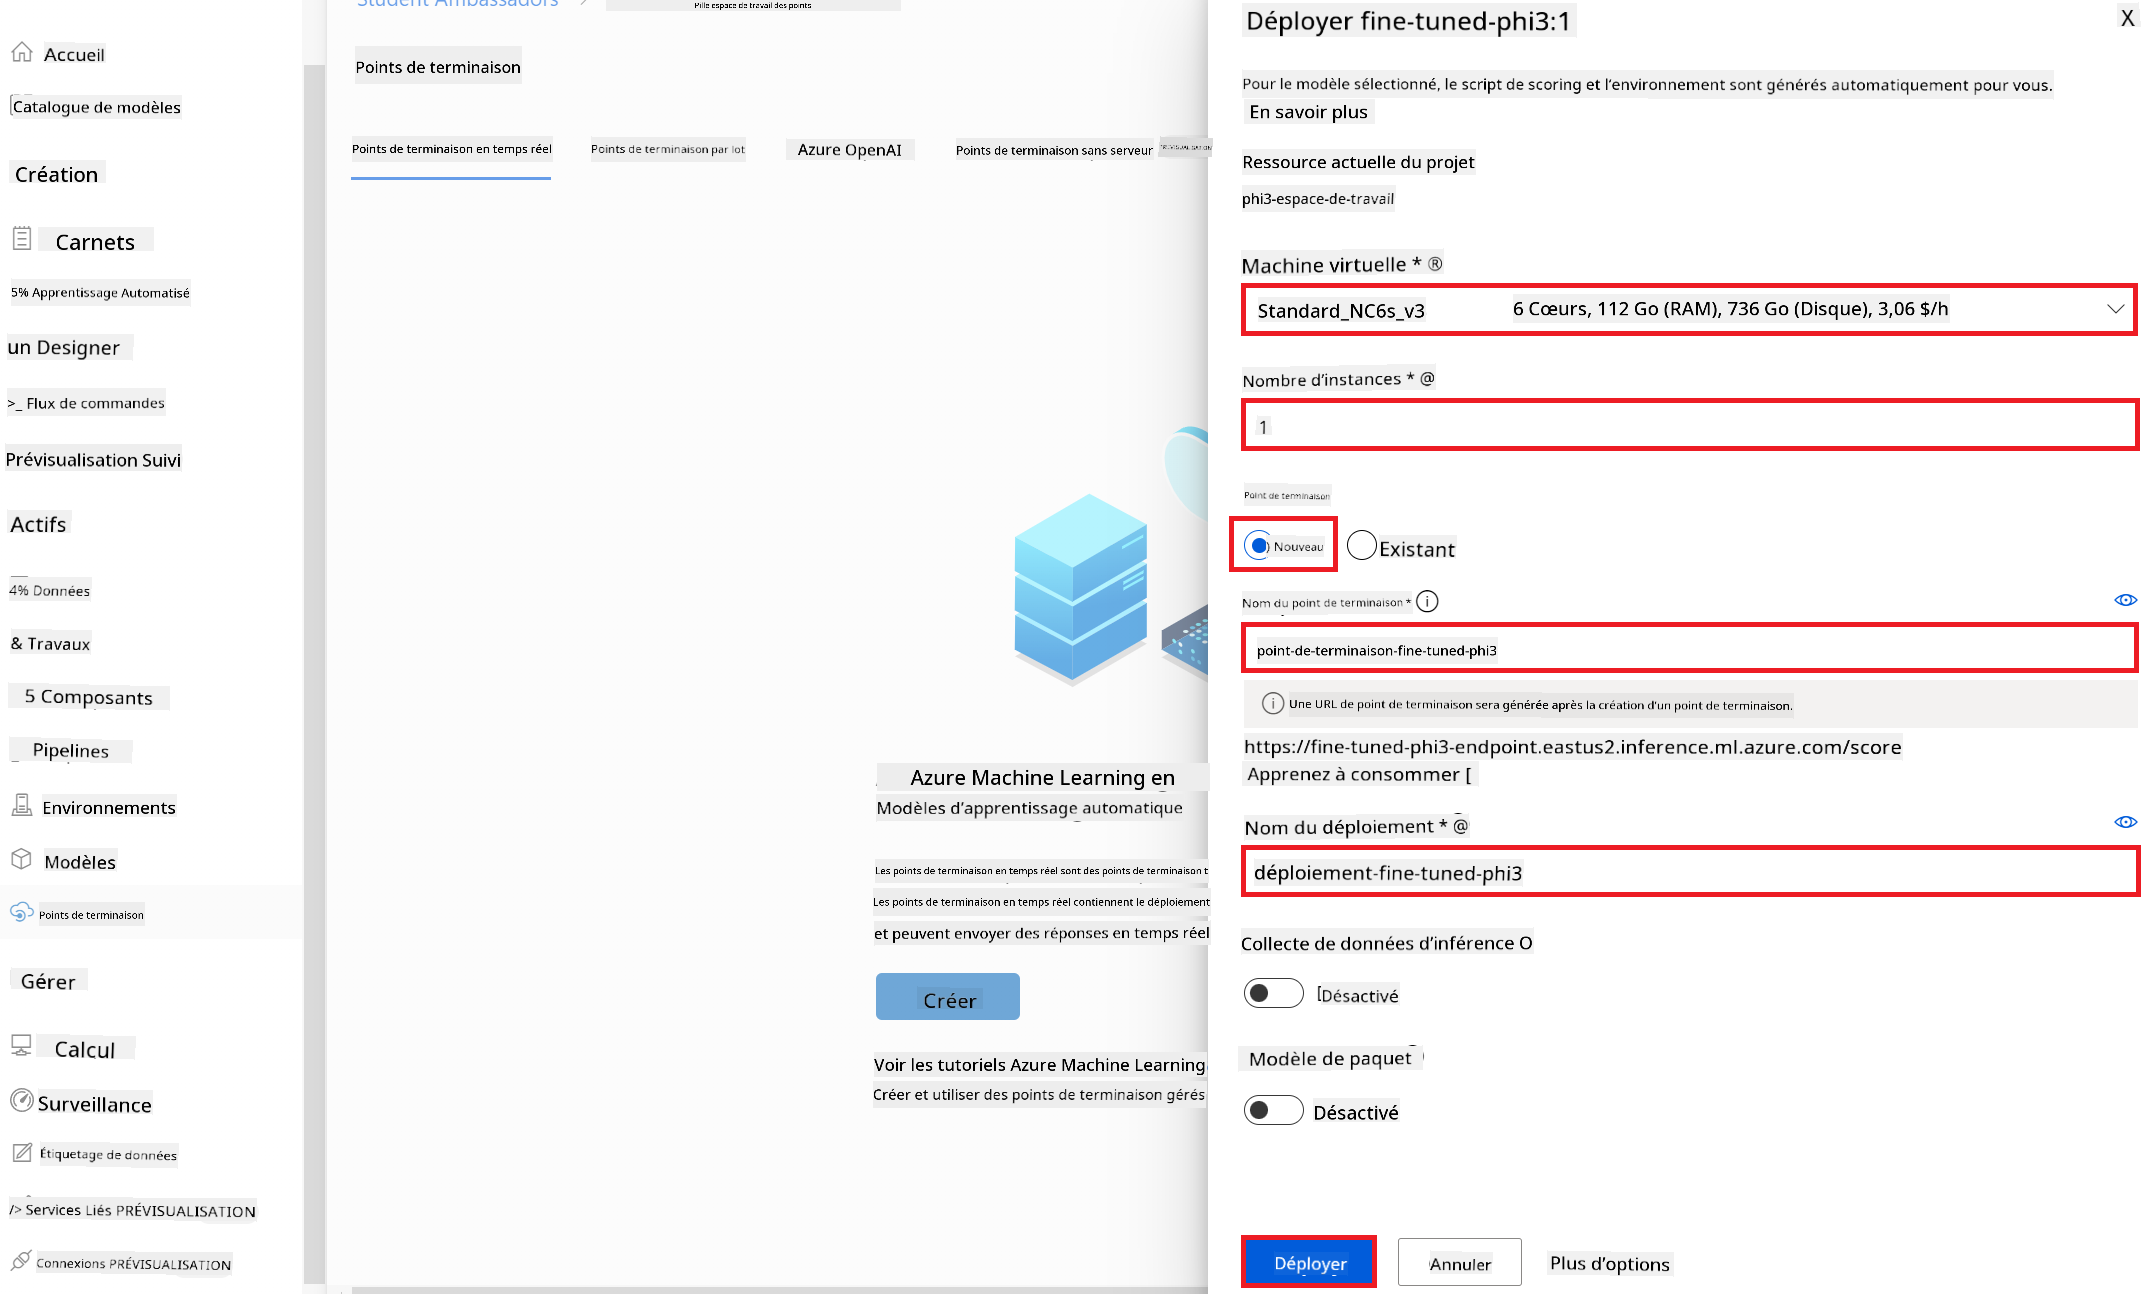 Student Ambassadors >
Pille espace de travail des points
Accueil
Catalogue de modèles
Création
Carnets
5% Apprentissage Automatisé
un Designer
>_ Flux de commandes
Prévisualisation Suivi
Actifs
4% Données
& Travaux
5 Composants
Pipelines
Environnements
Modèles
Points de terminaison
Gérer
Calcul
Surveillance
Étiquetage de données
/> Services Liés PRÉVISUALISATION
Connexions PRÉVISUALISATION
Points de terminaison
Points de terminaison en temps réel
Points de terminaison par lot
Azure OpenAI
Points de terminaison sans serveur
PRÉVISUALISATION
Azure Machine Learning en
Modèles d'apprentissage automatique
Les points de terminaison en temps réel sont des points de terminaison t
Les points de terminaison en temps réel contiennent le déploiement
et peuvent envoyer des réponses en temps réel
Créer
Voir les tutoriels Azure Machine Learning
Créer et utiliser des points de terminaison gérés
Déployer fine-tuned-phi3:1
X
Pour le modèle sélectionné, le script de scoring et l'environnement sont générés automatiquement pour vous.
En savoir plus
Ressource actuelle du projet
phi3-espace-de-travail
Machine virtuelle * ®
Standard_NC6s_v3 6 Cœurs, 112 Go (RAM), 736 Go (Disque), 3,06 $/h
Nombre d'instances * @
1
Point de terminaison
) Nouveau
Existant
Nom du point de terminaison *
point-de-terminaison-fine-tuned-phi3
Une URL de point de terminaison sera générée après la création d'un point de terminaison.
https://fine-tuned-phi3-endpoint.eastus2.inference.ml.azure.com/score
Apprenez à consommer [
Nom du déploiement * @
déploiement-fine-tuned-phi3
Collecte de données d'inférence O
[Désactivé
Modèle de paquet
Désactivé
Déployer
Annuler
Plus d'options